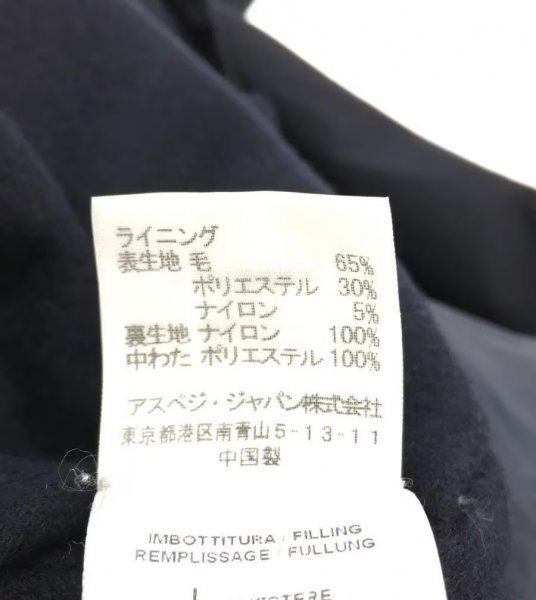 ライニング
表生地 毛 65%
ポリエステル 30%
ナイロン 5%
裏生地 ナイロン 100%
中わた ポリエステル 100%
アスペジ・ジャパン株式会社
東京都港区南青山5-13-11
中国製
IMBOTTITURA / FILLING
REMPLISSAGE / FÜLLUNG